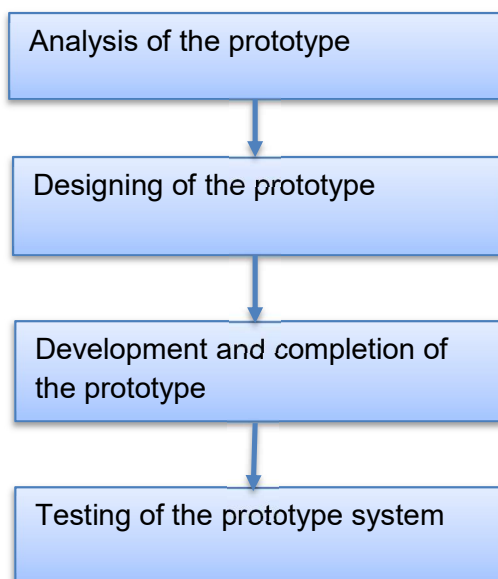 Analysis of the prototype
Designing of the prototype
Development and completion of
the prototype
Testing of the prototype system